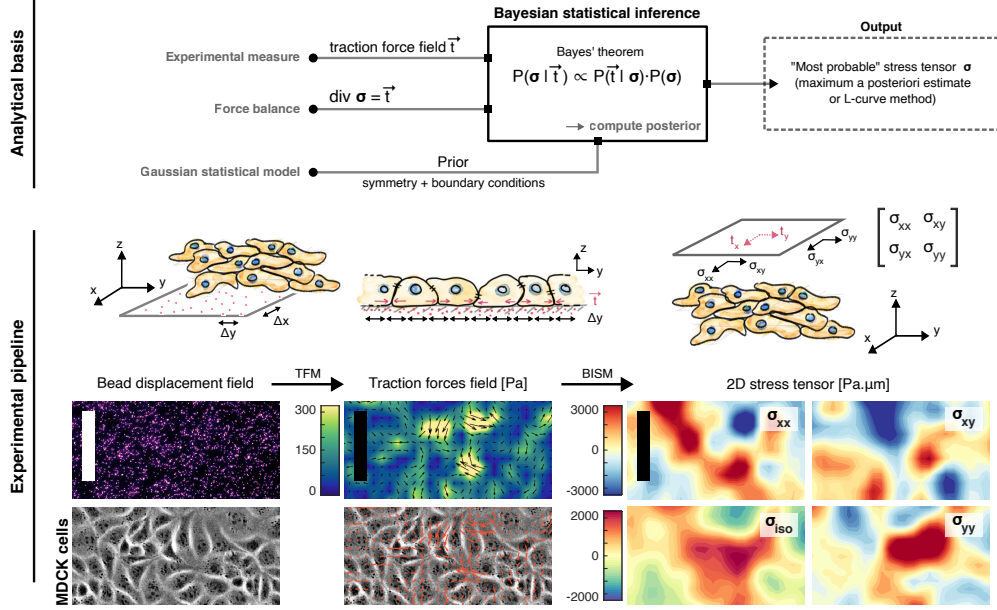 Analytical basis
Bayesian statistical inference
Experimental measure
traction force field t⃗
Force balance
div σ = t⃗
Gaussian statistical model
Prior
symmetry + boundary conditions
Bayes' theorem
P(σ | t⃗) ∝ P(t⃗ | σ)·P(σ)
→ compute posterior
Output
"Most probable" stress tensor σ
(maximum a posteriori estimate
or L-curve method)
Experimental pipeline
z
x
y
Δx
Δy
z
y
t⃗
Δy
t_x
t_y
σ_yy
σ_yx
σ_xy
σ_xx
σ_xx σ_xy
σ_yx σ_yy
z
y
x
Bead displacement field
TFM
Traction forces field [Pa]
BISM
2D stress tensor [Pa.μm]
300
150
0
3000
0
-3000
σ_xx
σ_xy
MDCK cells
2000
0
-2000
σ_iso
σ_yy